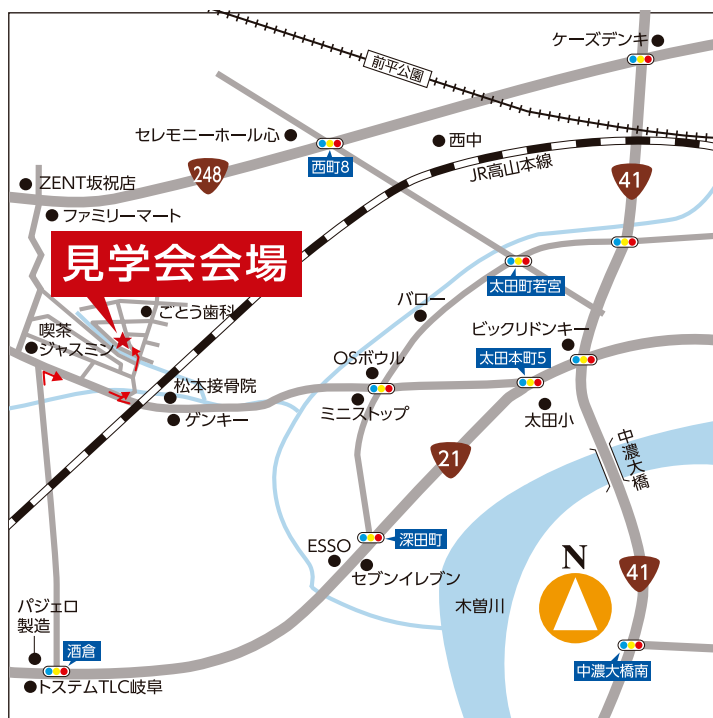 ケーズデンキ
前平公園
セレモニーホール心
西中
西町8
JR高山本線
248
41
ZENT坂祝店
ファミリーマート
見学会会場
太田町若宮
ごとう歯科
バロー
喫茶
ジャスミン
ビックリドンキー
OSボウル
太田本町5
松本接骨院
ミニストップ
ゲンキー
太田小
中濃大橋
21
深田町
ESSO
セブンイレブン
N
41
木曽川
パジェロ
製造
酒倉
中濃大橋南
トステムTLC岐阜